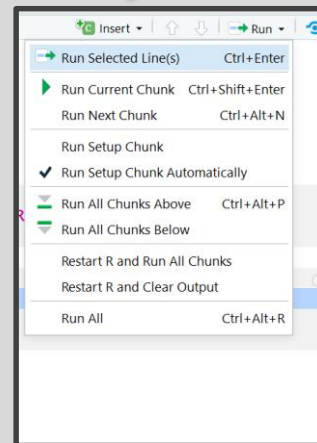 Insert Run
Run Selected Line(s) Ctrl+Enter
Run Current Chunk Ctrl+Shift+Enter
Run Next Chunk Ctrl+Alt+N
Run Setup Chunk
Run Setup Chunk Automatically
Run All Chunks Above Ctrl+Alt+P
R
Run All Chunks Below
Restart R and Run All Chunks
Restart R and Clear Output
Run All Ctrl+Alt+R